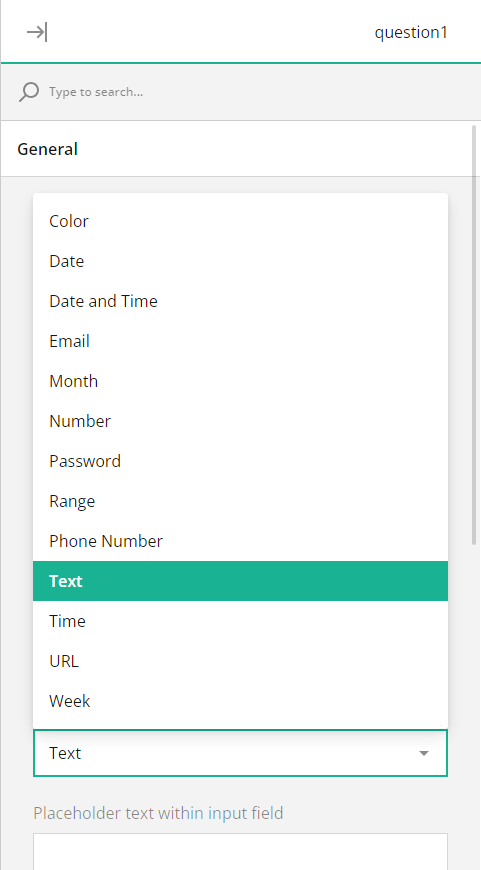 question1
Type to search...
General
Color
Date
Date and Time
Email
Month
Number
Password
Range
Phone Number
Text
Time
URL
Week
Text
Placeholder text within input field